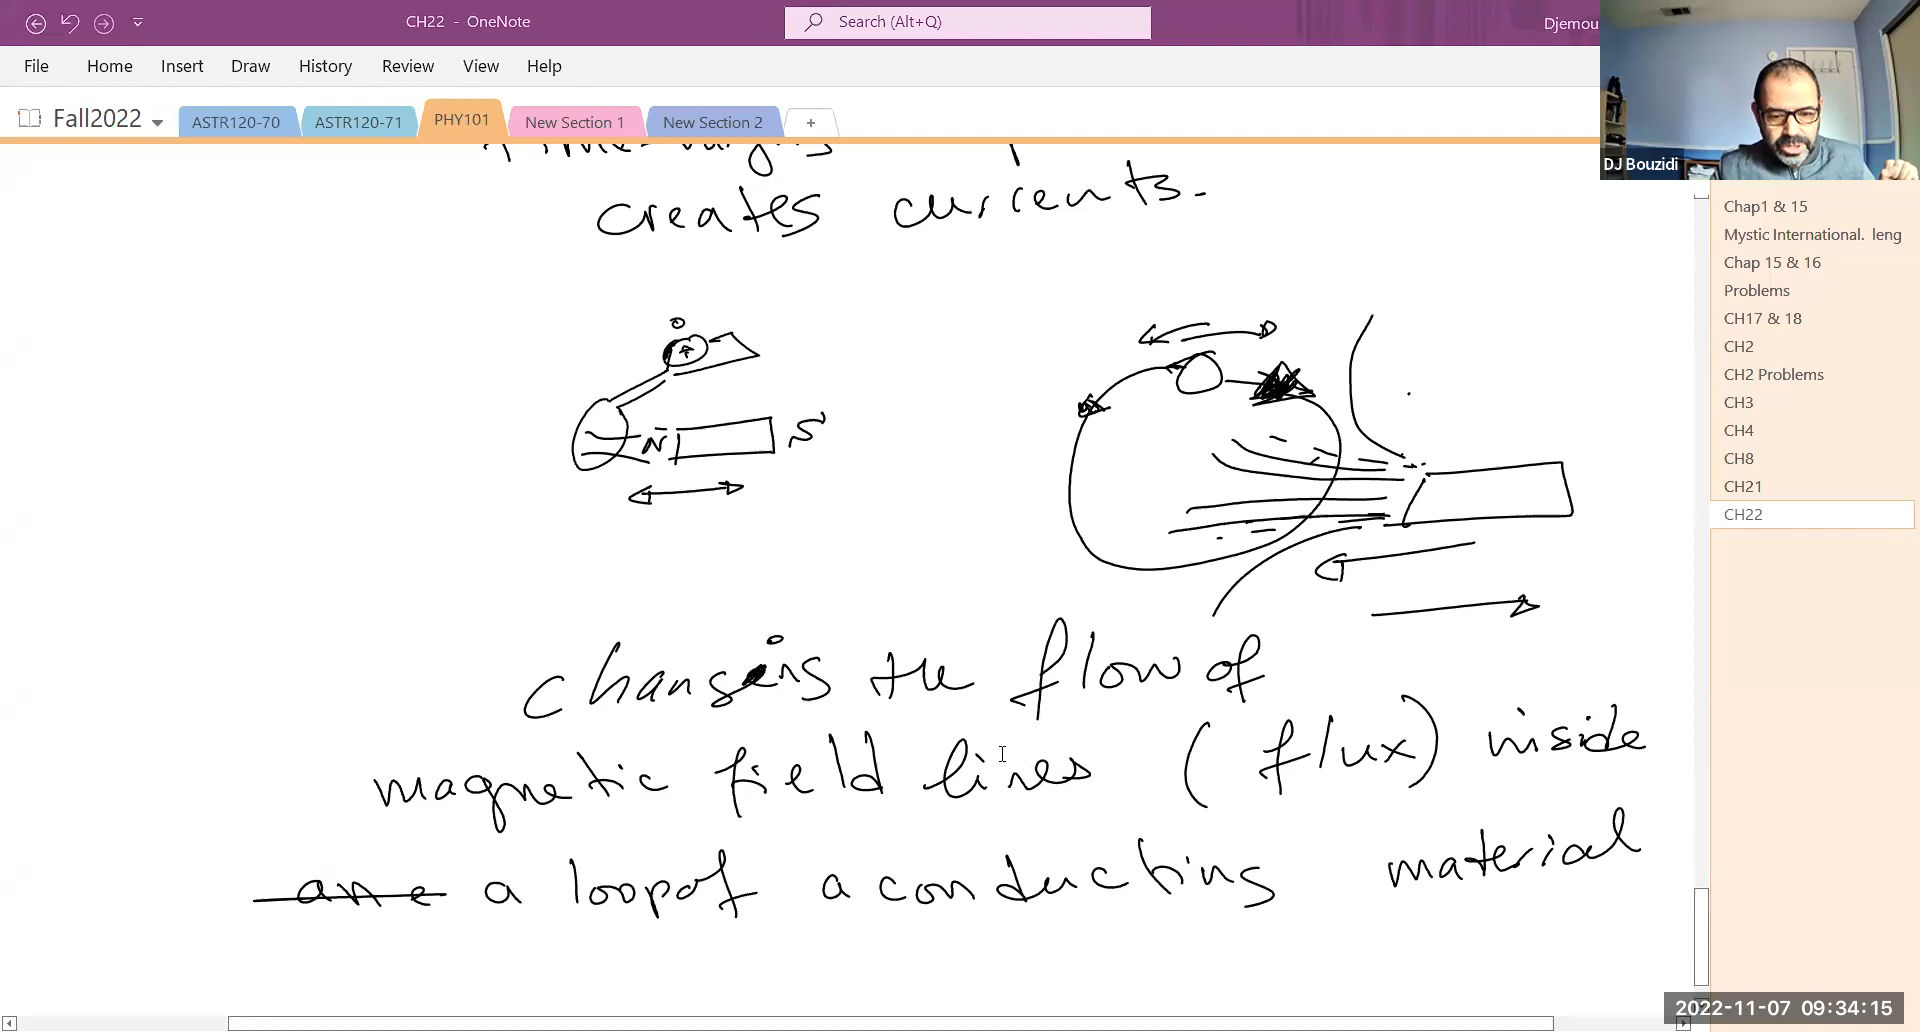 CH22 - OneNote
Search (Alt+Q)
Djemou
File Home Insert Draw History Review View Help
Fall2022 ASTR120-70 ASTR120-71 PHY101 New Section 1 New Section 2 +
DJ Bouzidi
creates currents.
N S
changing the flow of
magnetic field lines (flux) inside
a loop of a conducting material
Chap1 & 15
Mystic International. leng
Chap 15 & 16
Problems
CH17 & 18
CH2
CH2 Problems
CH3
CH4
CH8
CH21
CH22
2022-11-07 09:34:15